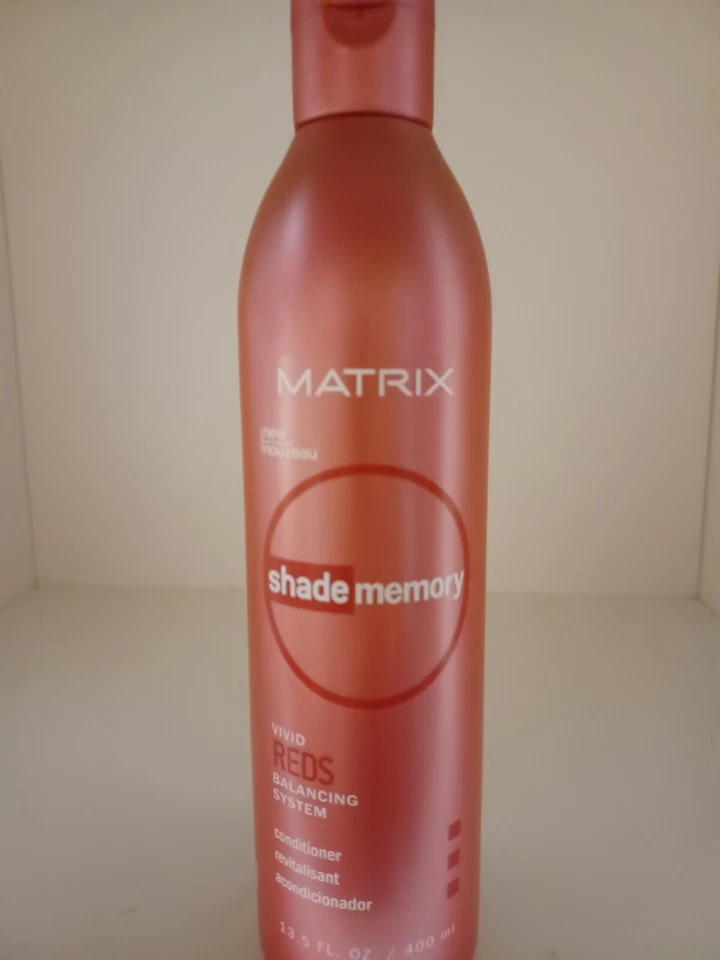 MATRIX
new
nouveau
shade memory
VIVID
REDS
BALANCING
SYSTEM
conditioner
revitalisant
acondicionador
13.5 FL. OZ. / 400 ml